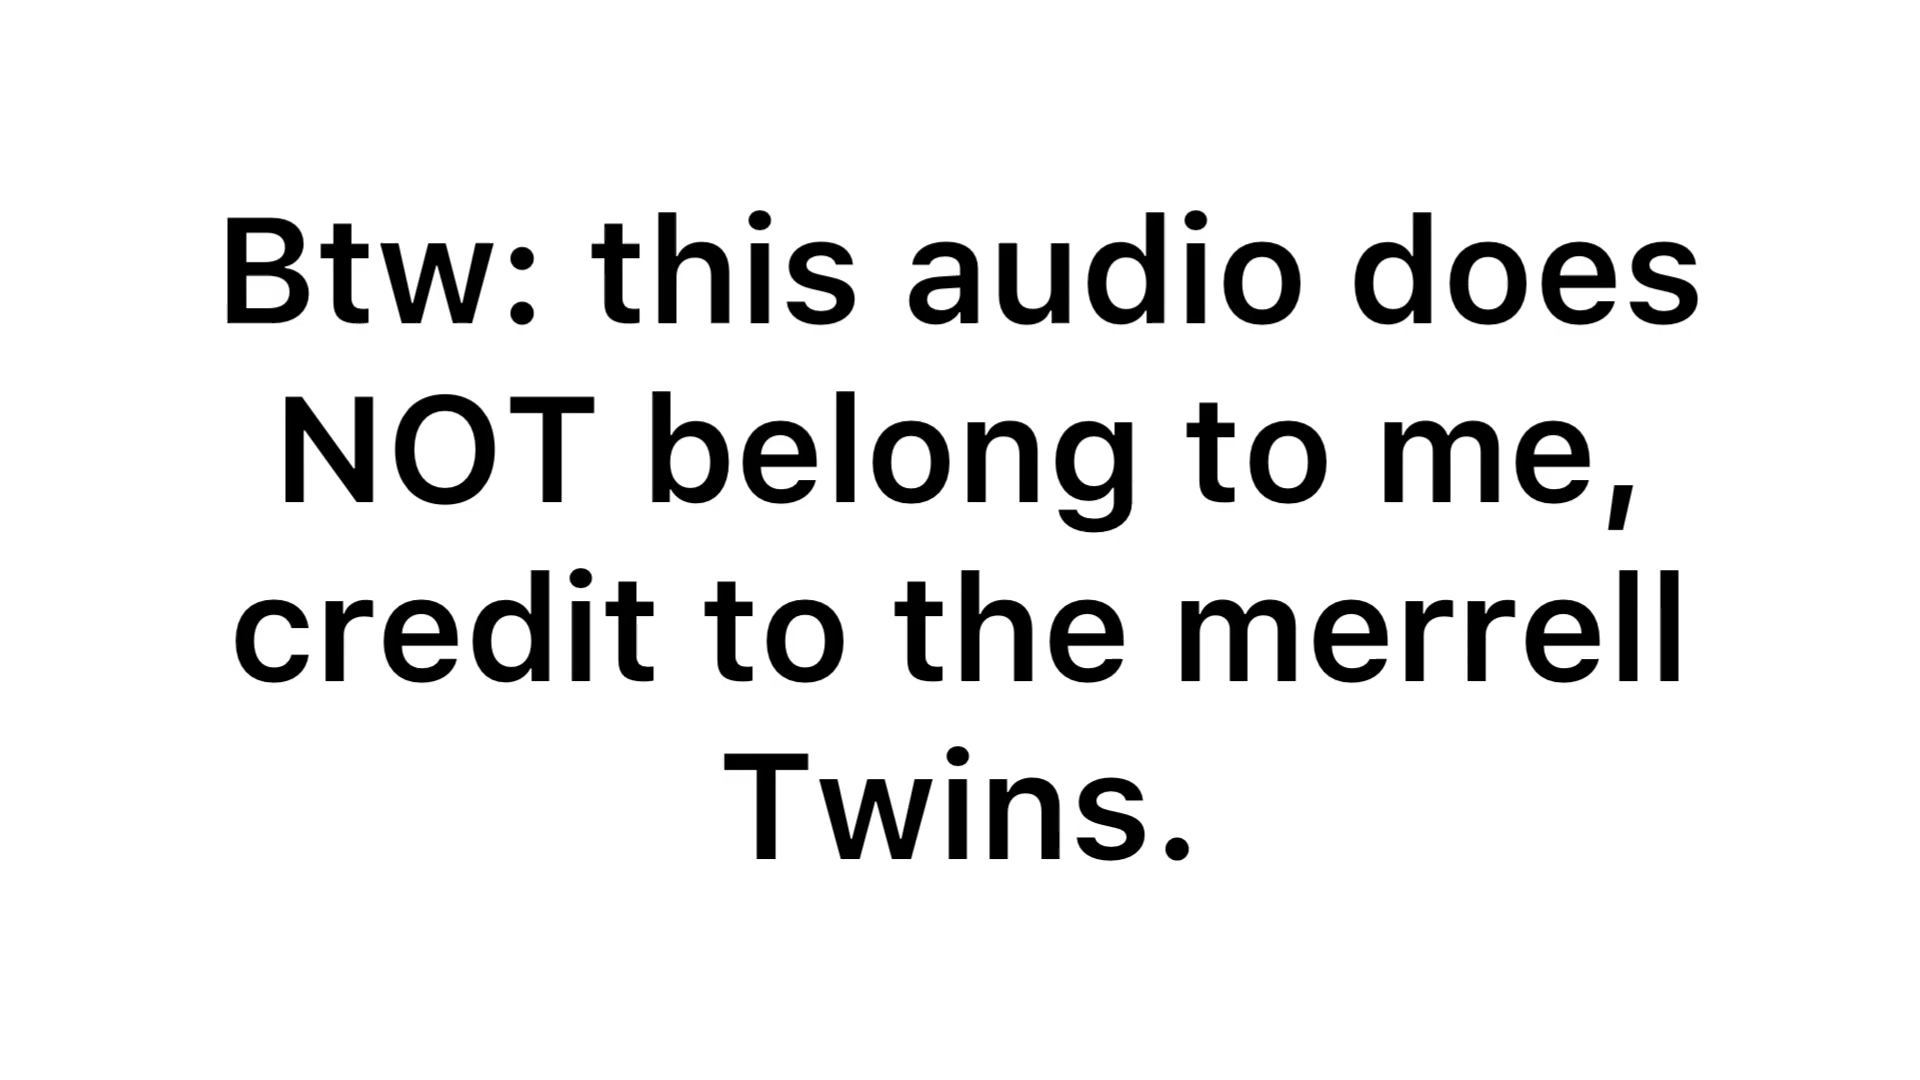 Btw: this audio does
NOT belong to me,
credit to the merrell
Twins.